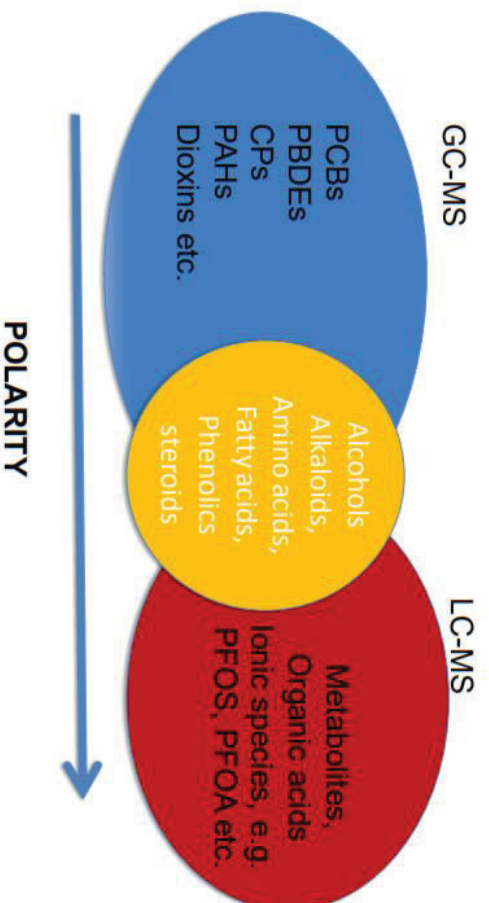 GC-MS
PCBs
PBDEs
CPs
PAHs
Dioxins etc.
Alcohols
Alkaloids,
Amino acids,
Fatty acids,
Phenolics
steroids
LC-MS
Metabolites,
Organic acids
Ionic species, e.g.
PFOS, PFOA etc.
POLARITY